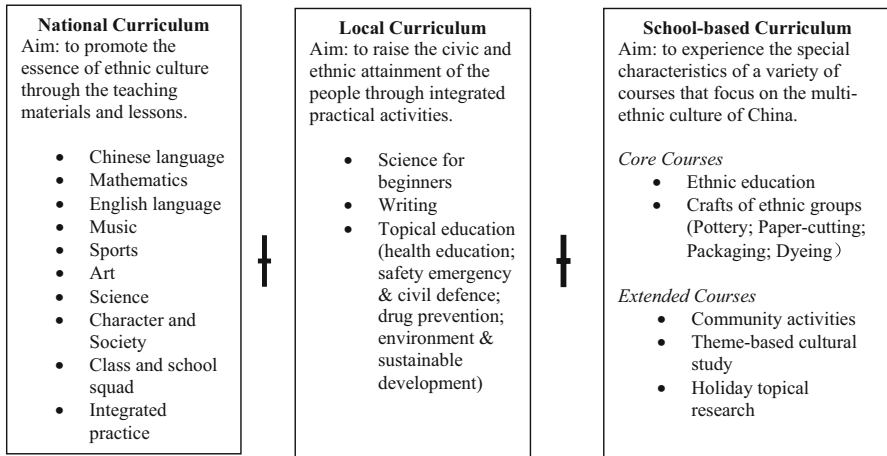 National Curriculum
Aim: to promote the
essence of ethnic culture
through the teaching
materials and lessons.
• Chinese language
• Mathematics
• English language
• Music
• Sports
• Art
• Science
• Character and
Society
• Class and school
squad
• Integrated
practice
Local Curriculum
Aim: to raise the civic and
ethnic attainment of the
people through integrated
practical activities.
• Science for
beginners
• Writing
• Topical education
(health education;
safety emergency
& civil defence;
drug prevention;
environment &
sustainable
development)
School-based Curriculum
Aim: to experience the special
characteristics of a variety of
courses that focus on the multi-
ethnic culture of China.
Core Courses
• Ethnic education
• Crafts of ethnic groups
(Pottery; Paper-cutting;
Packaging; Dyeing）
Extended Courses
• Community activities
• Theme-based cultural
study
• Holiday topical
research